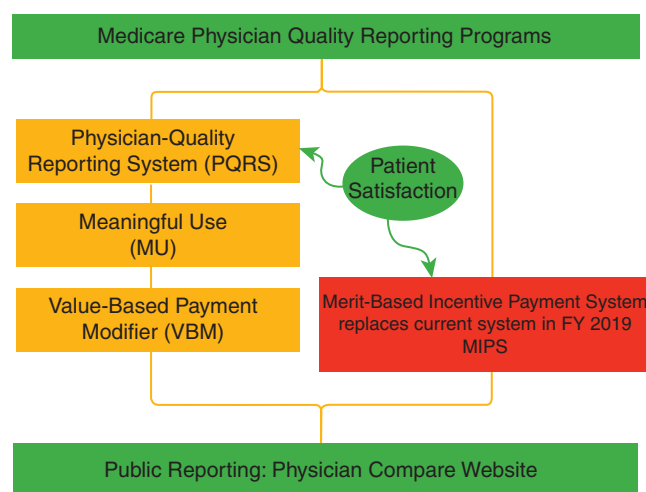 Medicare Physician Quality Reporting Programs
Physician-Quality
Reporting System (PQRS)
Patient
Satisfaction
Meaningful Use
(MU)
Value-Based Payment
Modifier (VBM)
Merit-Based Incentive Payment System
replaces current system in FY 2019
MIPS
Public Reporting: Physician Compare Website